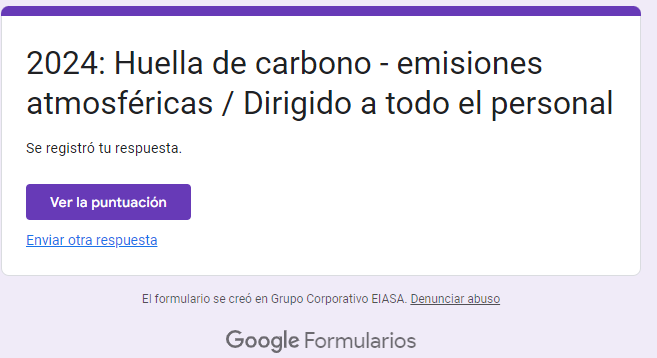 2024: Huella de carbono - emisiones
atmosféricas / Dirigido a todo el personal
Se registró tu respuesta.
Ver la puntuación
Enviar otra respuesta
El formulario se creó en Grupo Corporativo EIASA. Denunciar abuso
Google Formularios